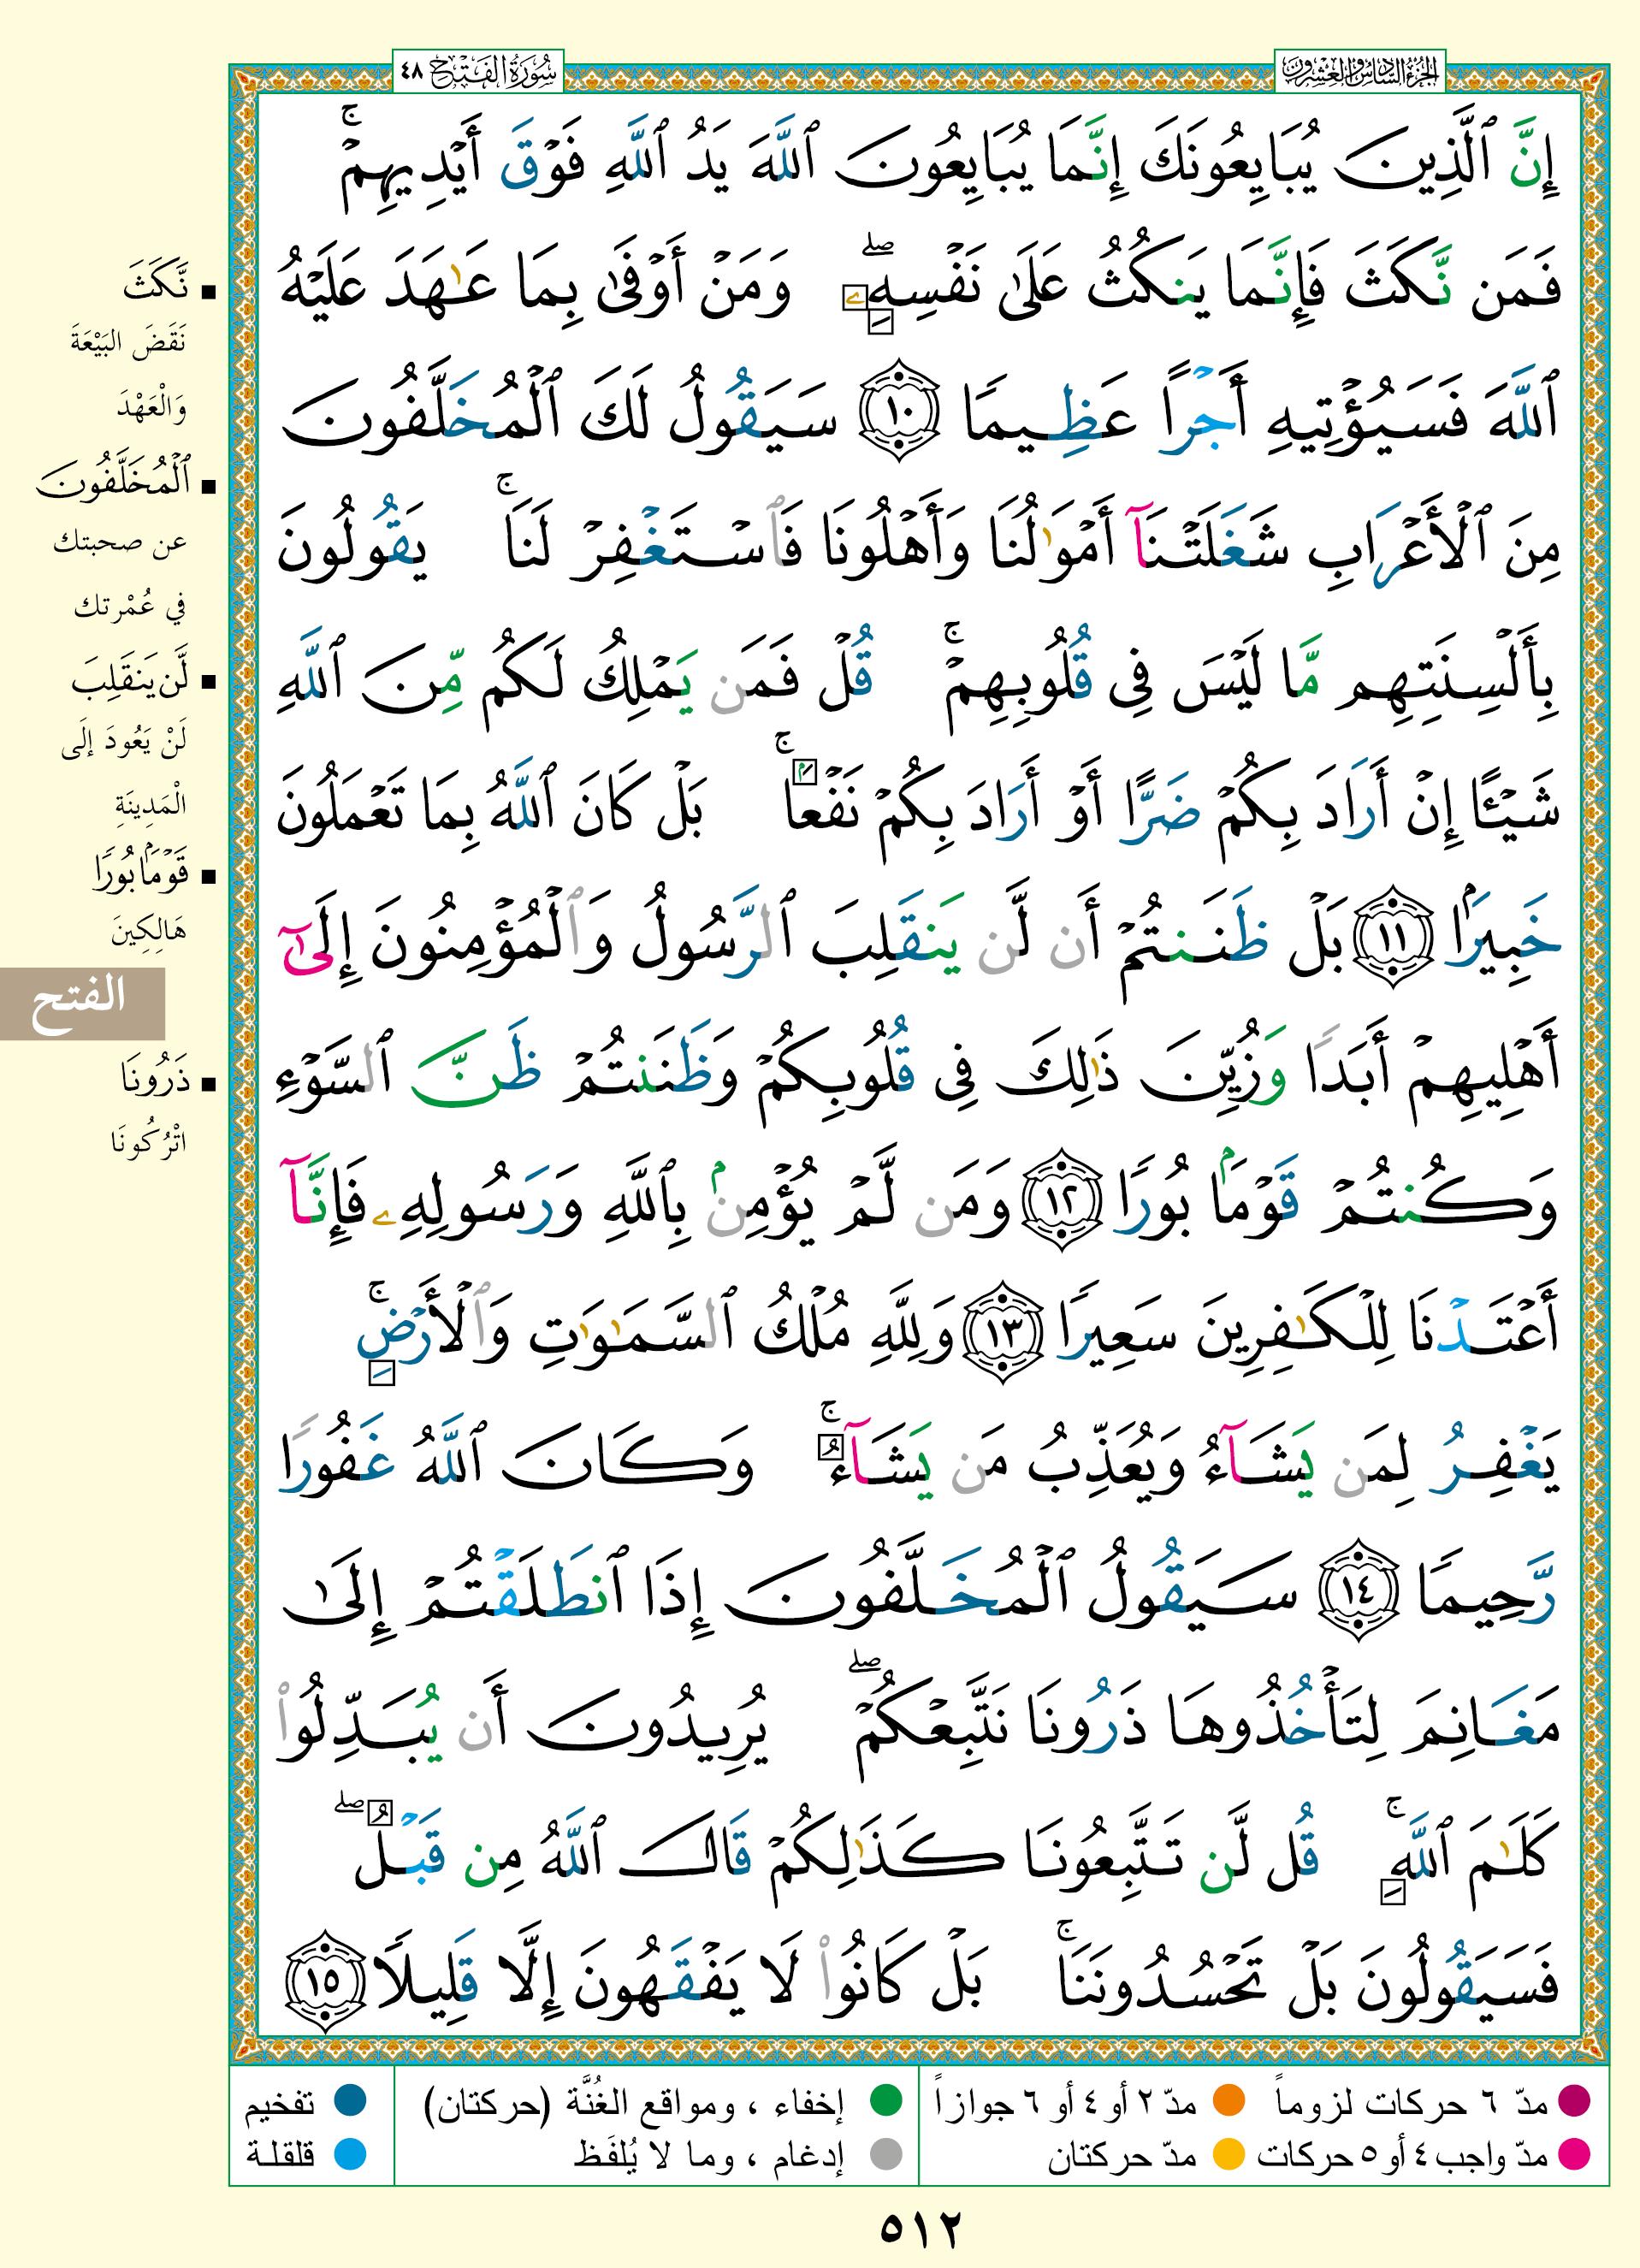 الجزء السادس والعشرون
سُورَةُ الفَتْح ٤٨
إِنَّ ٱلَّذِينَ يُبَايِعُونَكَ إِنَّمَا يُبَايِعُونَ ٱللَّهَ يَدُ ٱللَّهِ فَوۡقَ أَيۡدِيهِمۡۚ
فَمَن نَّكَثَ فَإِنَّمَا يَنكُثُ عَلَىٰ نَفۡسِهِۦۖ وَمَنۡ أَوۡفَىٰ بِمَا عَٰهَدَ عَلَيۡهُ
ٱللَّهَ فَسَيُؤۡتِيهِ أَجۡرًا عَظِيمًا ١٠ سَيَقُولُ لَكَ ٱلۡمُخَلَّفُونَ
مِنَ ٱلۡأَعۡرَابِ شَغَلَتۡنَآ أَمۡوَٰلُنَا وَأَهۡلُونَا فَٱسۡتَغۡفِرۡ لَنَاۚ يَقُولُونَ
بِأَلۡسِنَتِهِم مَّا لَيۡسَ فِى قُلُوبِهِمۡۚ قُلۡ فَمَن يَمۡلِكُ لَكُم مِّنَ ٱللَّهِ
شَيۡـًٔا إِنۡ أَرَادَ بِكُمۡ ضَرًّا أَوۡ أَرَادَ بِكُمۡ نَفۡعَۢاۚ بَلۡ كَانَ ٱللَّهُ بِمَا تَعۡمَلُونَ
خَبِيرَۢا ١١ بَلۡ ظَنَنتُمۡ أَن لَّن يَنقَلِبَ ٱلرَّسُولُ وَٱلۡمُؤۡمِنُونَ إِلَىٰٓ
أَهۡلِيهِمۡ أَبَدًا وَزُيِّنَ ذَٰلِكَ فِى قُلُوبِكُمۡ وَظَنَنتُمۡ ظَنَّ ٱلسَّوۡءِ
وَكُنتُمۡ قَوۡمَۢا بُورًا ١٢ وَمَن لَّمۡ يُؤۡمِنۢ بِٱللَّهِ وَرَسُولِهِۦ فَإِنَّآ
أَعۡتَدۡنَا لِلۡكَٰفِرِينَ سَعِيرًا ١٣ وَلِلَّهِ مُلۡكُ ٱلسَّمَٰوَٰتِ وَٱلۡأَرۡضِۚ
يَغۡفِرُ لِمَن يَشَآءُ وَيُعَذِّبُ مَن يَشَآءُۚ وَكَانَ ٱللَّهُ غَفُورًا
رَّحِيمًا ١٤ سَيَقُولُ ٱلۡمُخَلَّفُونَ إِذَا ٱنطَلَقۡتُمۡ إِلَىٰ
مَغَانِمَ لِتَأۡخُذُوهَا ذَرُونَا نَتَّبِعۡكُمۡۖ يُرِيدُونَ أَن يُبَدِّلُوا۟
كَلَٰمَ ٱللَّهِۚ قُل لَّن تَتَّبِعُونَا كَذَٰلِكُمۡ قَالَ ٱللَّهُ مِن قَبۡلُۖ
فَسَيَقُولُونَ بَلۡ تَحۡسُدُونَنَاۚ بَلۡ كَانُوا۟ لَا يَفۡقَهُونَ إِلَّا قَلِيلًا ١٥
نَّكَثَ
نَقَضَ البَيْعَةَ
وَالْعَهْدَ
ٱلۡمُخَلَّفُونَ
عن صحبتك
في عُمْرتك
لَّن يَنقَلِبَ
لَنْ يَعُودَ إلَى
الْمَدِينَةِ
قَوۡمَۢا بُورًا
هَالِكِينَ
الفتح
ذَرُونَا
اتْرُكُونَا
مدّ ٦ حركات لزوماً
مدّ ٢ أو ٤ أو ٦ جوازاً
إخفاء ، ومواقع الغُنَّة (حركتان)
تفخيم
مدّ واجب ٤ أو ٥ حركات
مدّ حركتان
إدغام ، وما لا يُلفَظ
قلقلة
٥١٢